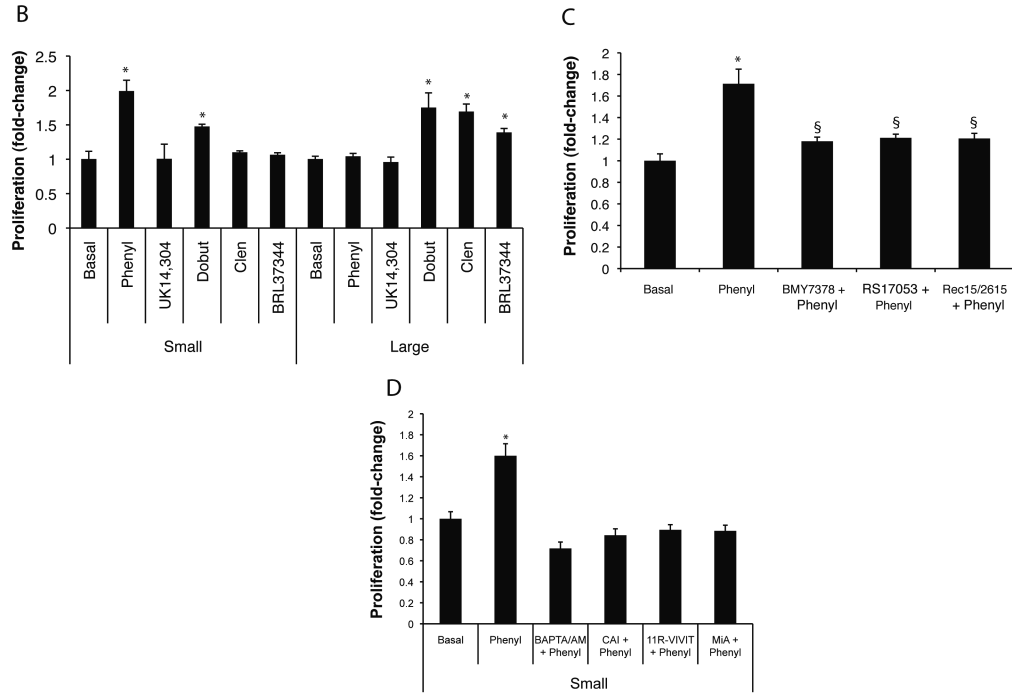 B
Proliferation (fold-change)
2.5
2
1.5
1
0.5
0
*
*
*
*
*
Basal
Phenyl
UK14,304
Dobut
Clen
BRL37344
Basal
Phenyl
UK14,304
Dobut
Clen
BRL37344
Small
Large
C
Proliferation (fold-change)
2
1.8
1.6
1.4
1.2
1
0.8
0.6
0.4
0.2
0
*
§
§
§
Basal
Phenyl
BMY7378 +
Phenyl
RS17053 +
Phenyl
Rec15/2615
+ Phenyl
D
Proliferation (fold-change)
2
1.8
1.6
1.4
1.2
1
0.8
0.6
0.4
0.2
0
*
Basal
Phenyl
BAPTA/AM
+ Phenyl
CAI +
Phenyl
11R-VIVIT
+ Phenyl
MiA +
Phenyl
Small